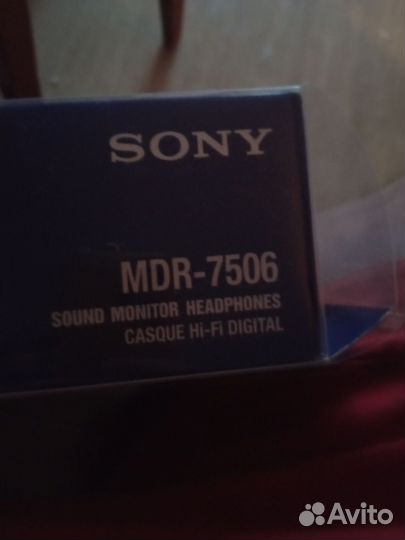 SONY
MDR-7506
SOUND MONITOR HEADPHONES
CASQUE Hi-Fi DIGITAL
Avito